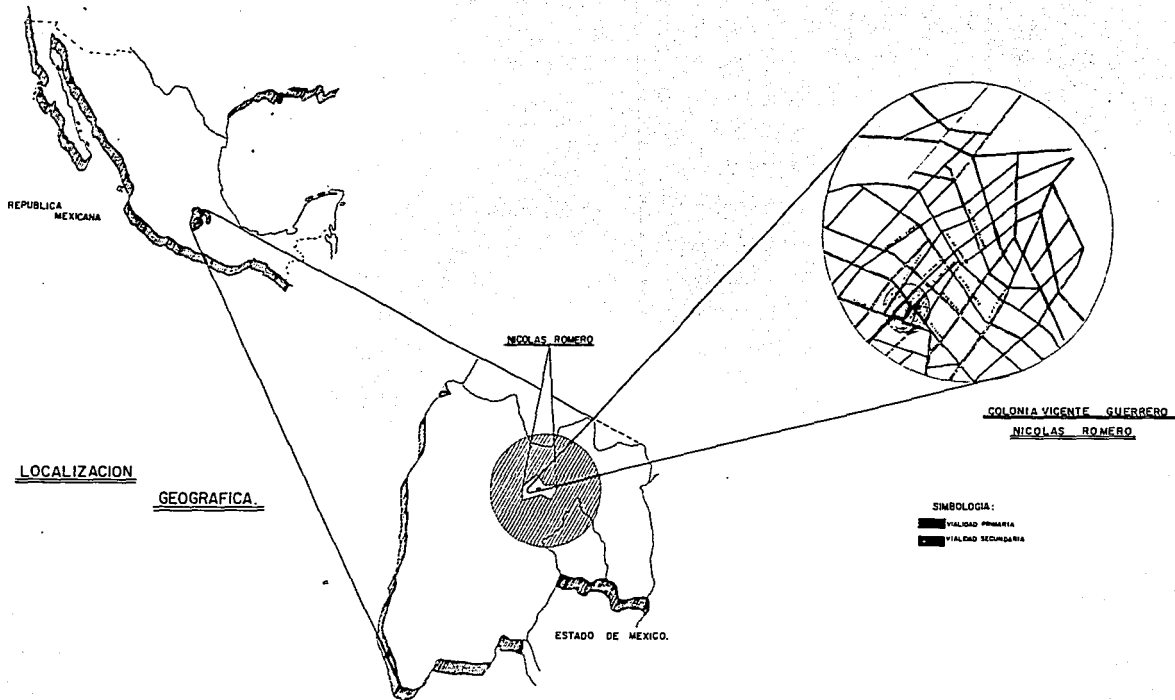 REPUBLICA
MEXICANA
NICOLAS ROMERO
COLONIA VICENTE GUERRERO
NICOLAS ROMERO
LOCALIZACION
GEOGRAFICA.
SIMBOLOGIA:
VIALIDAD PRIMARIA
VIALIDAD SECUNDARIA
ESTADO DE MEXICO.